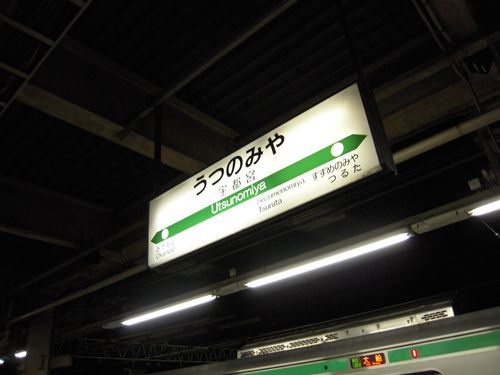 うつのみや
宇都宮
Utsunomiya
すずめのみや
つるた
Suzumenomiya
Tsuruta
おかもと
Okamoto
大船